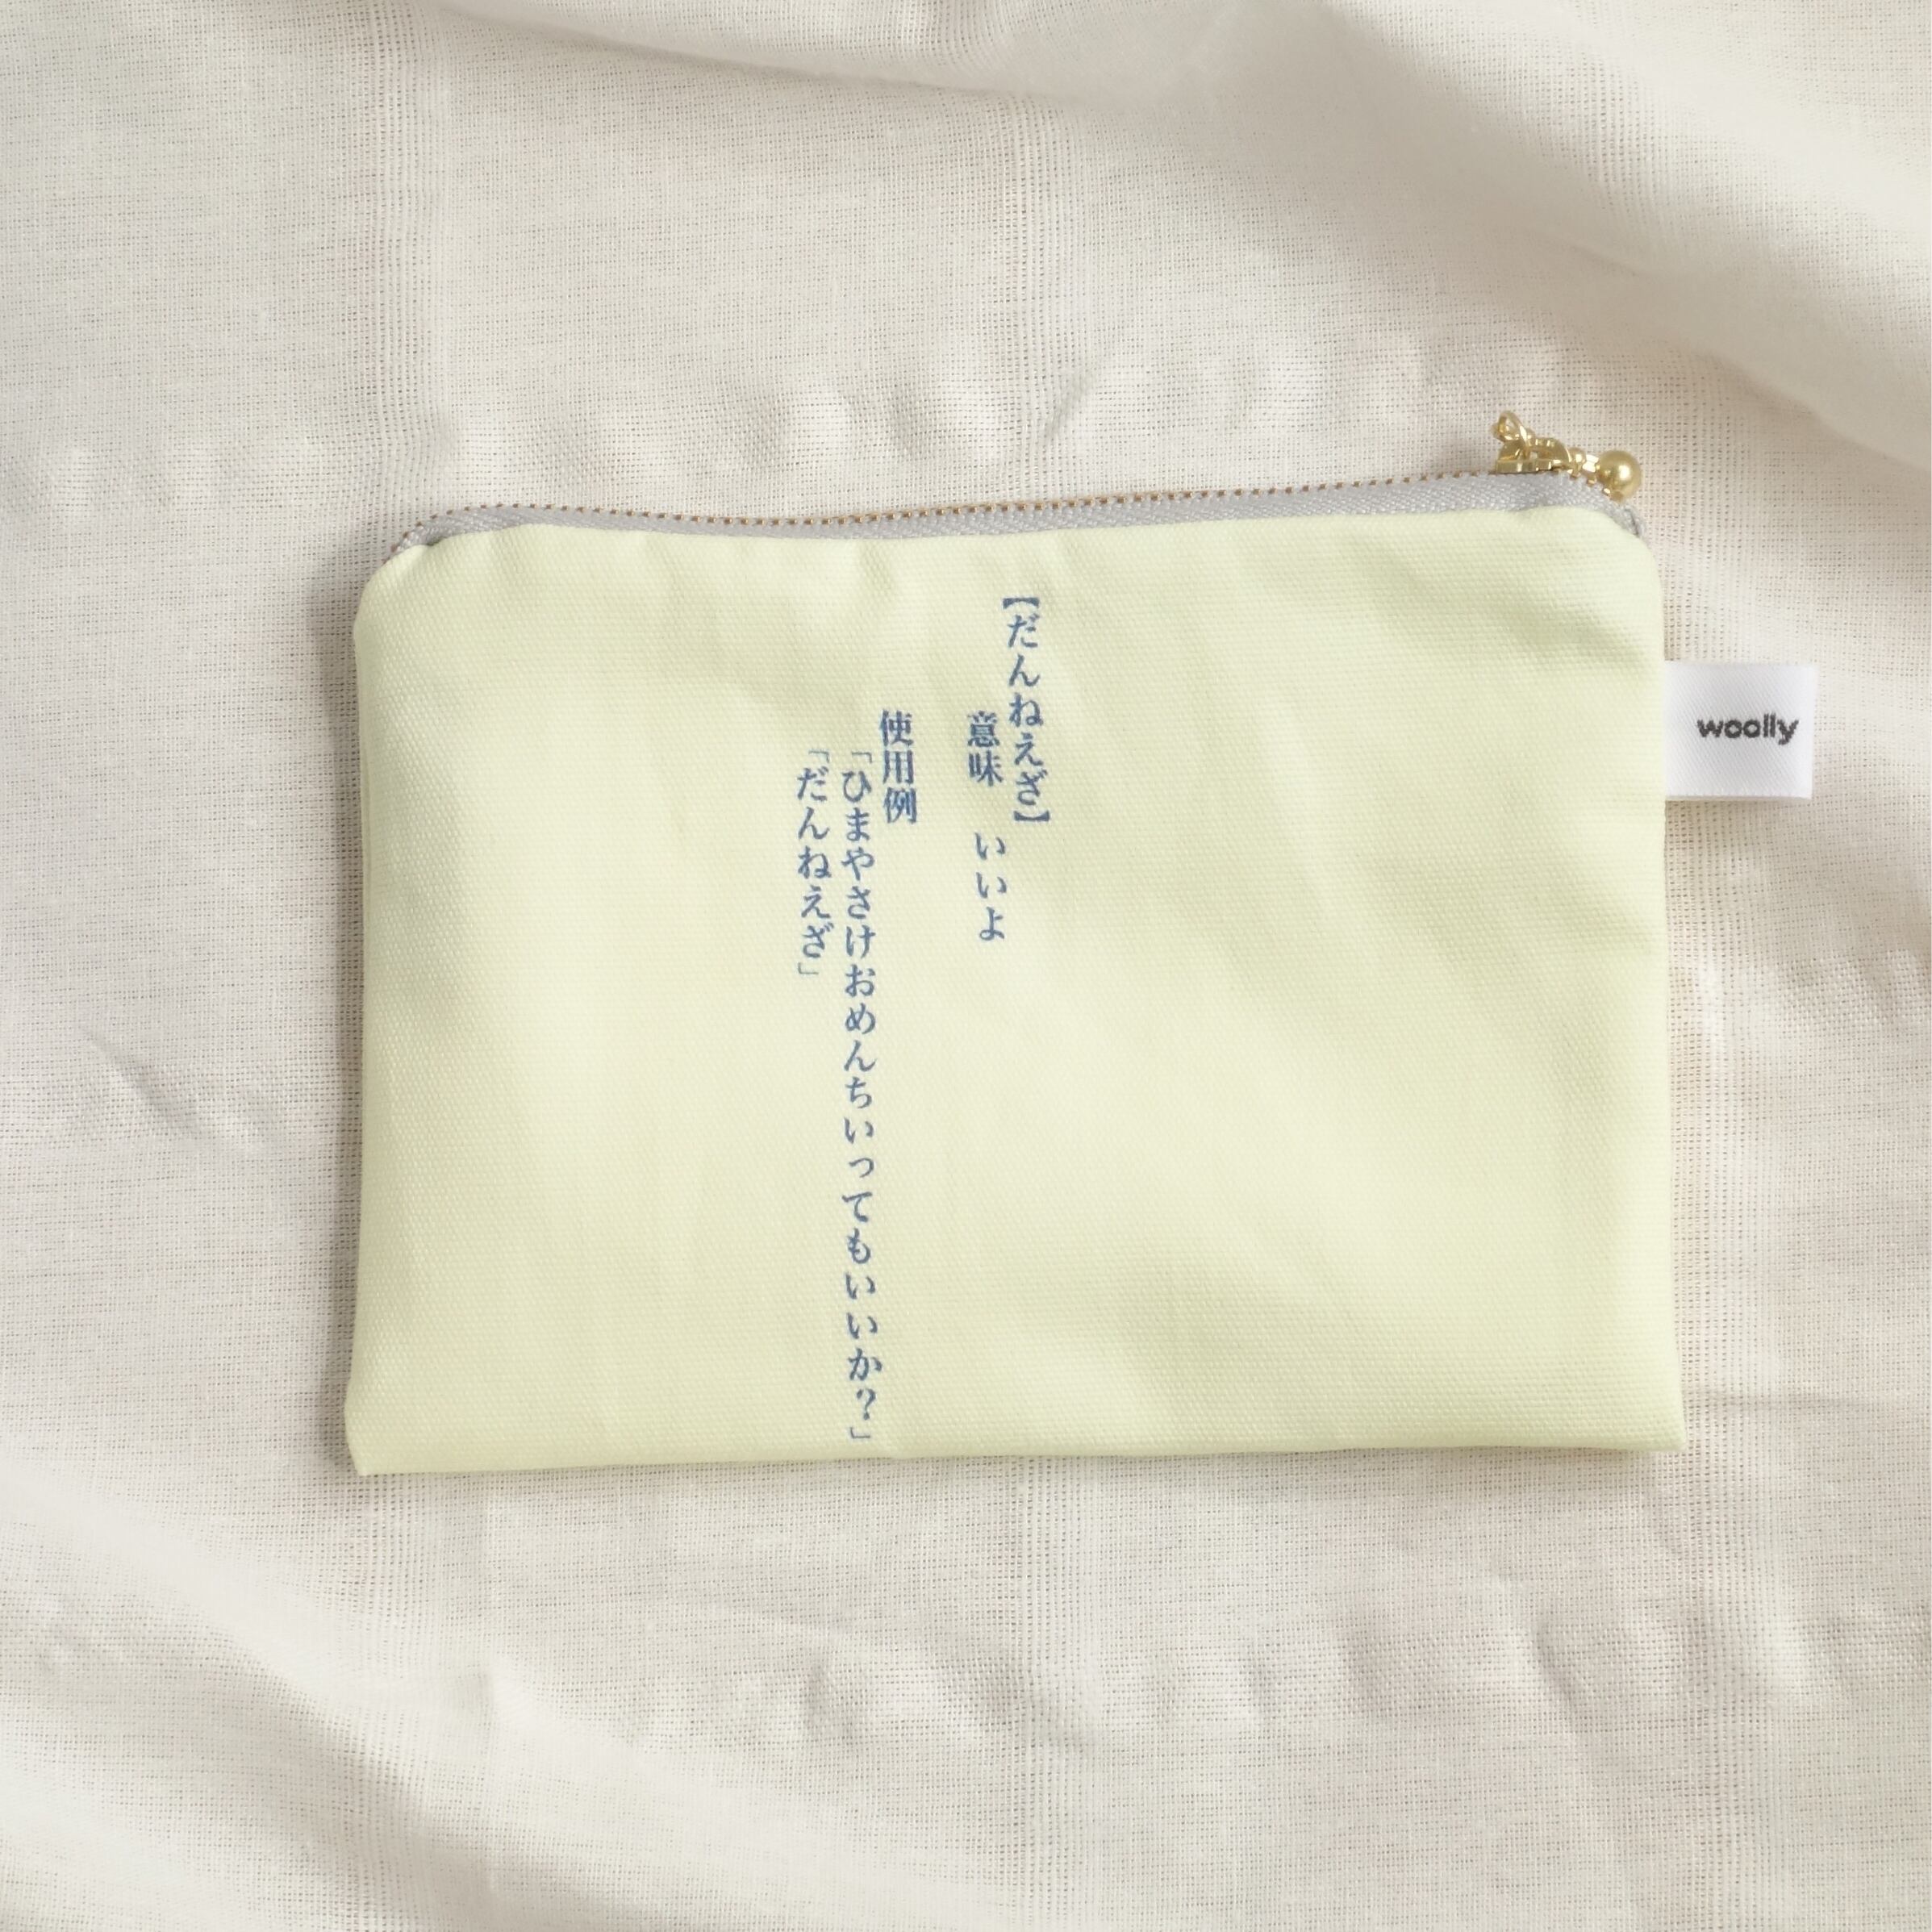 【だんねえざ】
意味　いいよ
使用例
「ひまやさけおめんちいってもいいか？」
「だんねえざ」
woolly